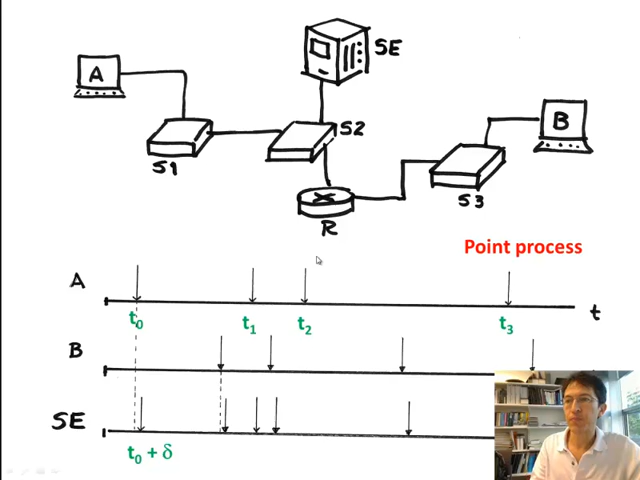 SE
A
B
S2
S1
S3
R
Point process
A
t
t₀
t₁
t₂
t₃
B
SE
t₀ + δ